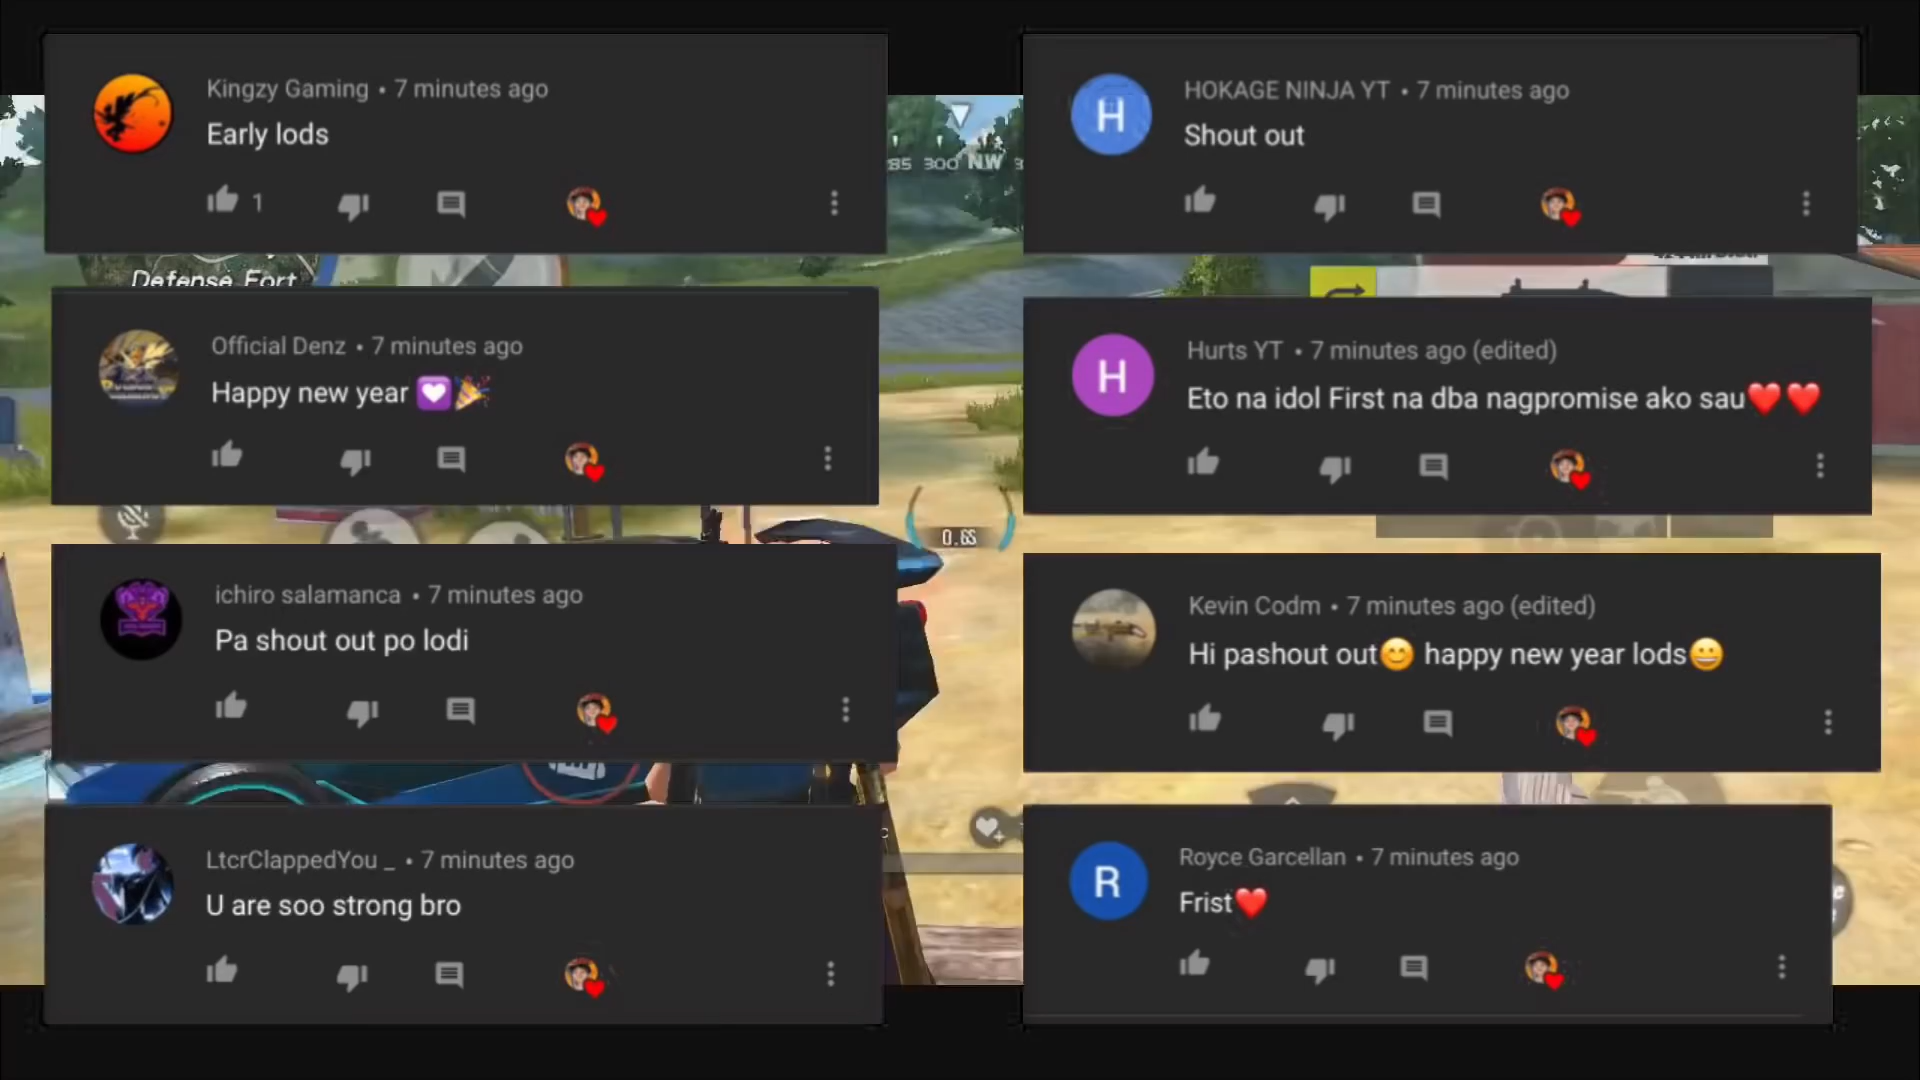 Kingzy Gaming • 7 minutes ago
Early lods
1
Official Denz • 7 minutes ago
Happy new year 💟🎉
ichiro salamanca • 7 minutes ago
Pa shout out po lodi
LtcrClappedYou _ • 7 minutes ago
U are soo strong bro
HOKAGE NINJA YT • 7 minutes ago
H
Shout out
Hurts YT • 7 minutes ago (edited)
H
Eto na idol First na dba nagpromise ako sau❤️❤️
Kevin Codm • 7 minutes ago (edited)
Hi pashout out😊 happy new year lods😀
Royce Garcellan • 7 minutes ago
R
Frist❤️
300 NW
Defense Fort
0.6S